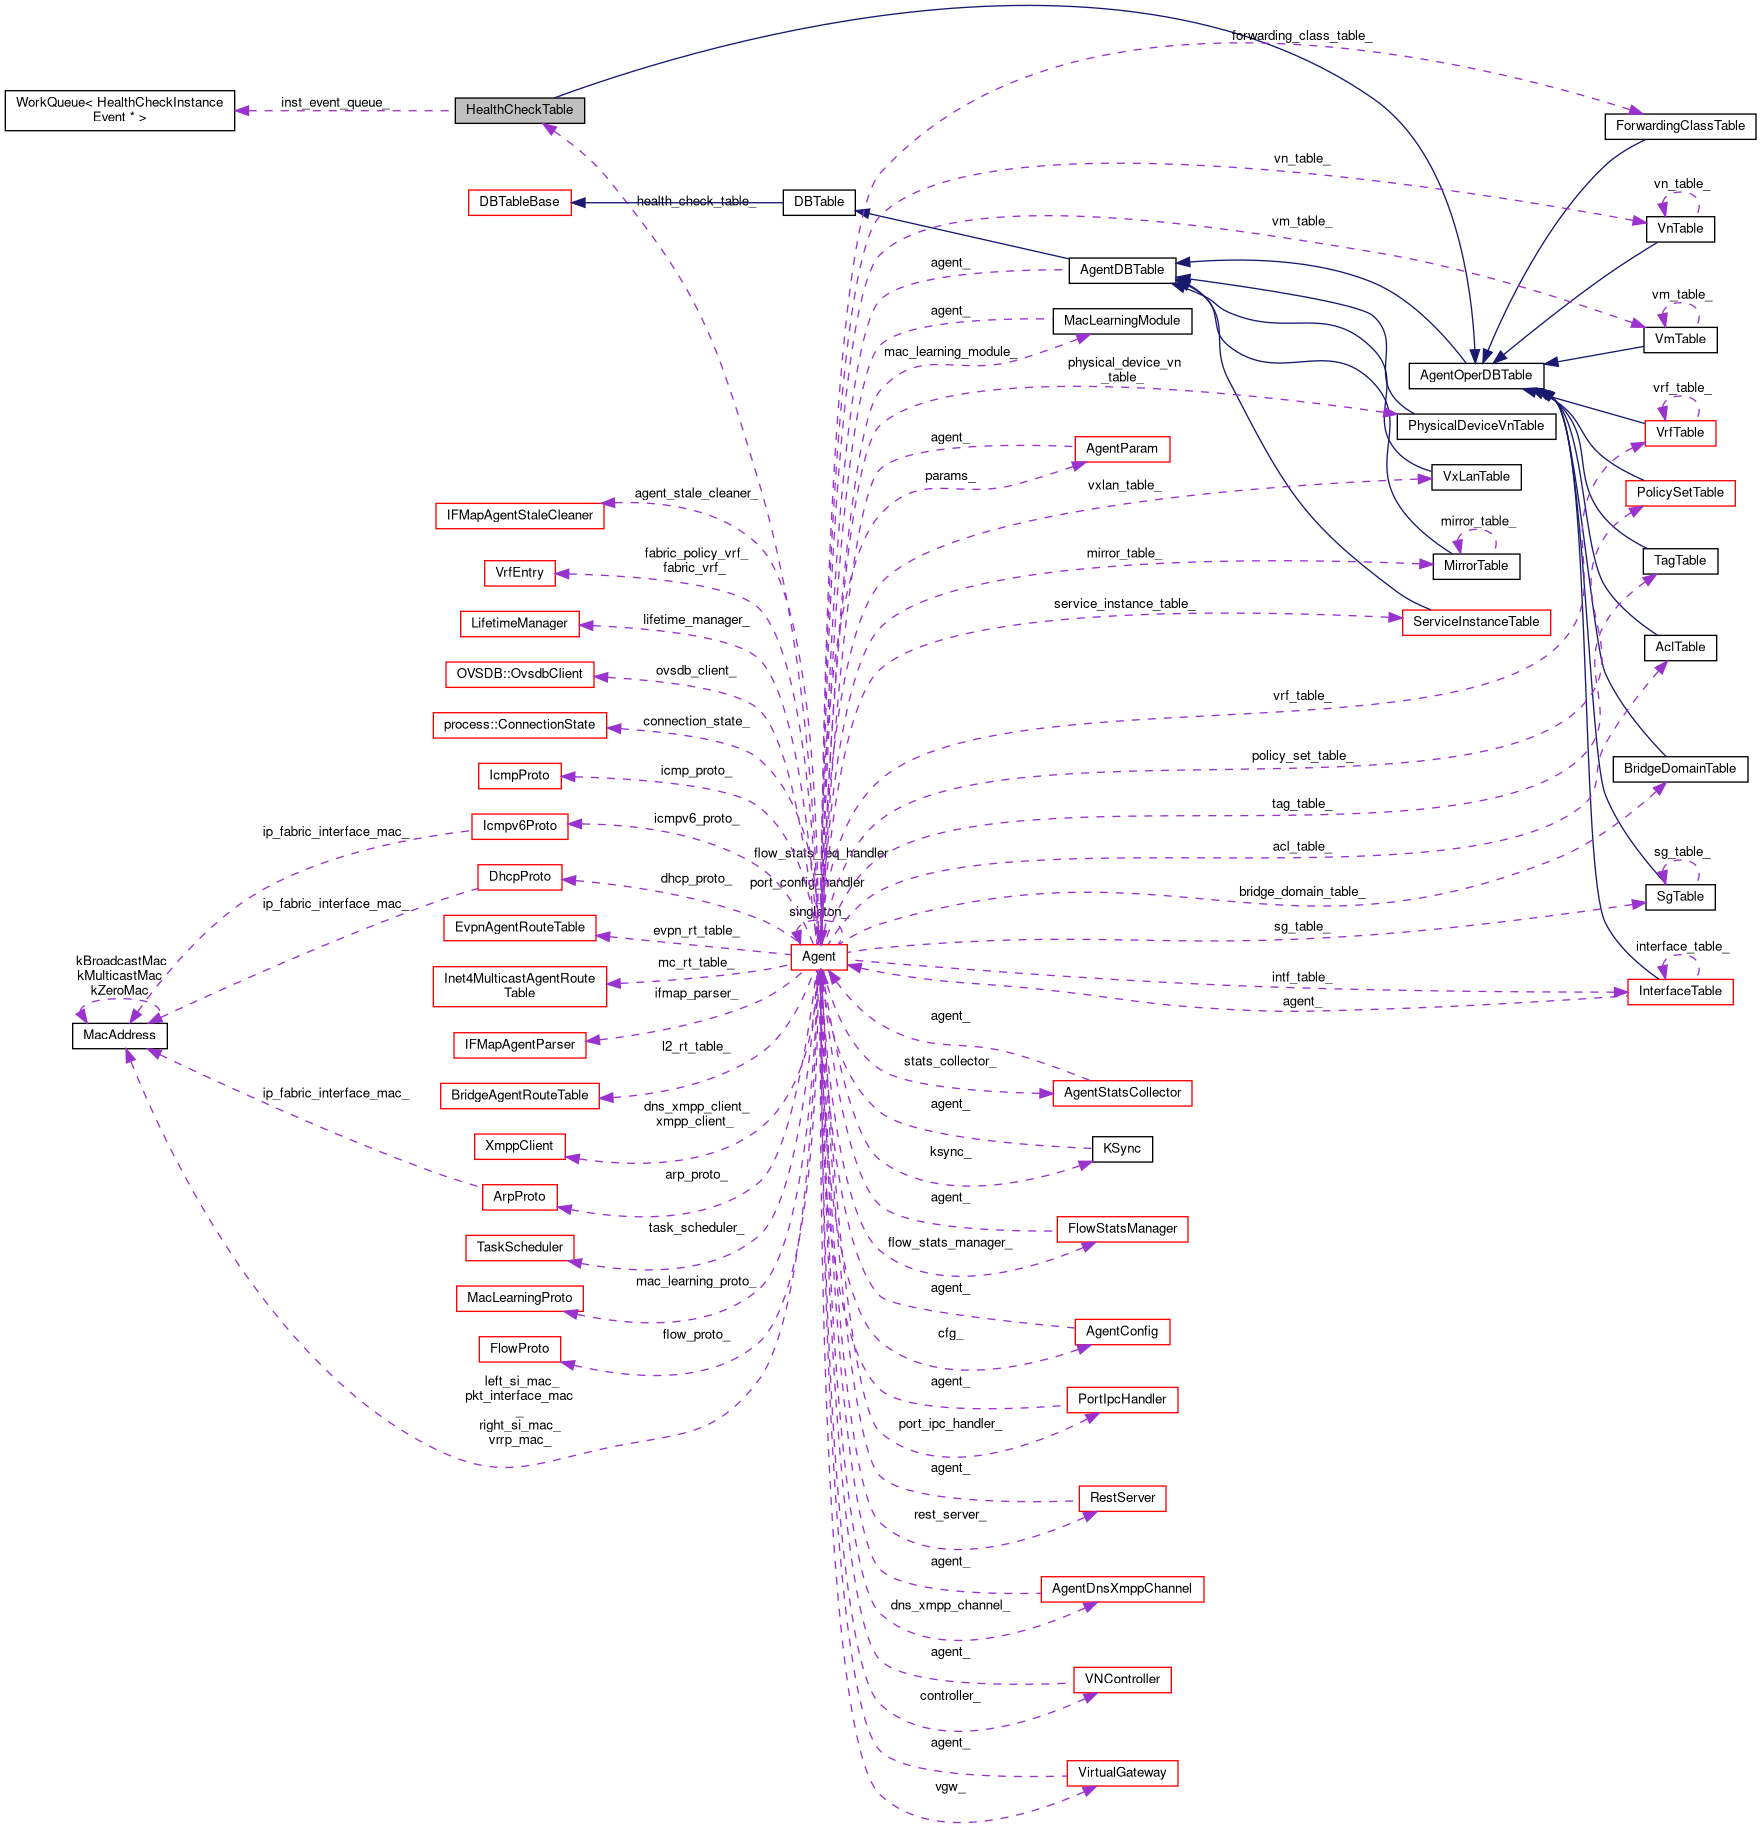 forwarding_class_table_
WorkQueue< HealthCheckInstance
Event * >
inst_event_queue_
HealthCheckTable
ForwardingClassTable
vn_table_
vn_table_
DBTableBase
health_check_table_
DBTable
vm_table_
VnTable
agent_
AgentDBTable
vm_table_
agent_
MacLearningModule
VmTable
mac_learning_module_
physical_device_vn
_table_
AgentOperDBTable
vrf_table_
PhysicalDeviceVnTable
VrfTable
agent_
AgentParam
params_
vxlan_table_
VxLanTable
PolicySetTable
agent_stale_cleaner_
IFMapAgentStaleCleaner
mirror_table_
fabric_policy_vrf_
fabric_vrf_
VrfEntry
mirror_table_
MirrorTable
TagTable
service_instance_table_
ServiceInstanceTable
lifetime_manager_
LifetimeManager
AclTable
ovsdb_client_
OVSDB::OvsdbClient
vrf_table_
connection_state_
process::ConnectionState
policy_set_table_
BridgeDomainTable
icmp_proto_
IcmpProto
tag_table_
icmpv6_proto_
Icmpv6Proto
ip_fabric_interface_mac_
acl_table_
sg_table_
flow_stats_req_handler
_
port_config_handler
dhcp_proto_
DhcpProto
bridge_domain_table_
SgTable
ip_fabric_interface_mac_
singleton_
sg_table_
evpn_rt_table_
EvpnAgentRouteTable
interface_table_
Agent
kBroadcastMac
kMulticastMac
kZeroMac
mc_rt_table_
Inet4MulticastAgentRoute
Table
intf_table_
InterfaceTable
ifmap_parser_
agent_
agent_
MacAddress
IFMapAgentParser
l2_rt_table_
stats_collector_
AgentStatsCollector
ip_fabric_interface_mac_
BridgeAgentRouteTable
dns_xmpp_client_
xmpp_client_
agent_
XmppClient
KSync
ksync_
arp_proto_
ArpProto
agent_
task_scheduler_
FlowStatsManager
TaskScheduler
flow_stats_manager_
mac_learning_proto_
MacLearningProto
agent_
flow_proto_
FlowProto
cfg_
AgentConfig
left_si_mac_
pkt_interface_mac
_
right_si_mac_
vrrp_mac_
agent_
PortIpcHandler
port_ipc_handler_
agent_
RestServer
rest_server_
agent_
AgentDnsXmppChannel
dns_xmpp_channel_
agent_
VNController
controller_
agent_
VirtualGateway
vgw_